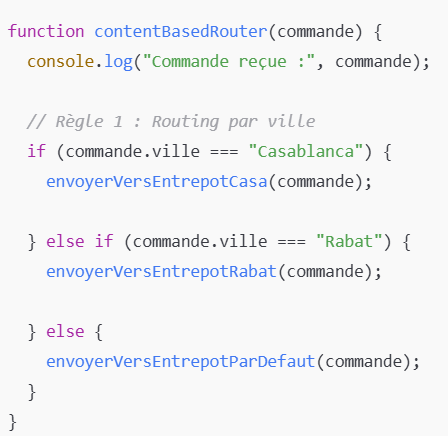 function contentBasedRouter(commande) {
  console.log("Commande reçue :", commande);
  // Règle 1 : Routing par ville
  if (commande.ville === "Casablanca") {
    envoyerVersEntrepotCasa(commande);
  } else if (commande.ville === "Rabat") {
    envoyerVersEntrepotRabat(commande);
  } else {
    envoyerVersEntrepotParDefaut(commande);
  }
}